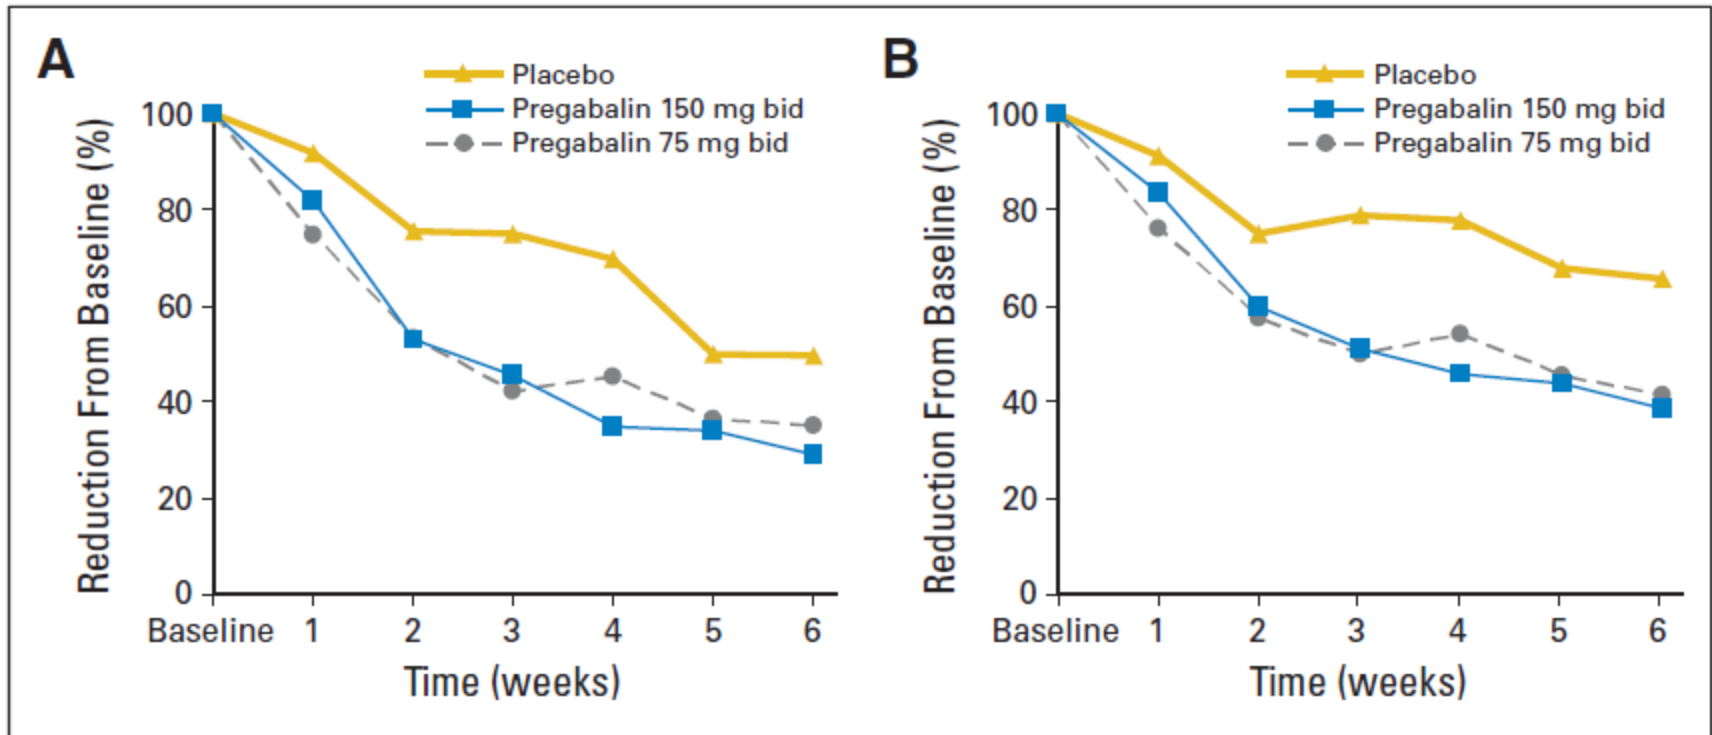 A
Placebo
Pregabalin 150 mg bid
Pregabalin 75 mg bid
Reduction From Baseline (%)
100
80
60
40
20
0
Baseline 1 2 3 4 5 6
Time (weeks)
B
Placebo
Pregabalin 150 mg bid
Pregabalin 75 mg bid
Reduction From Baseline (%)
100
80
60
40
20
0
Baseline 1 2 3 4 5 6
Time (weeks)